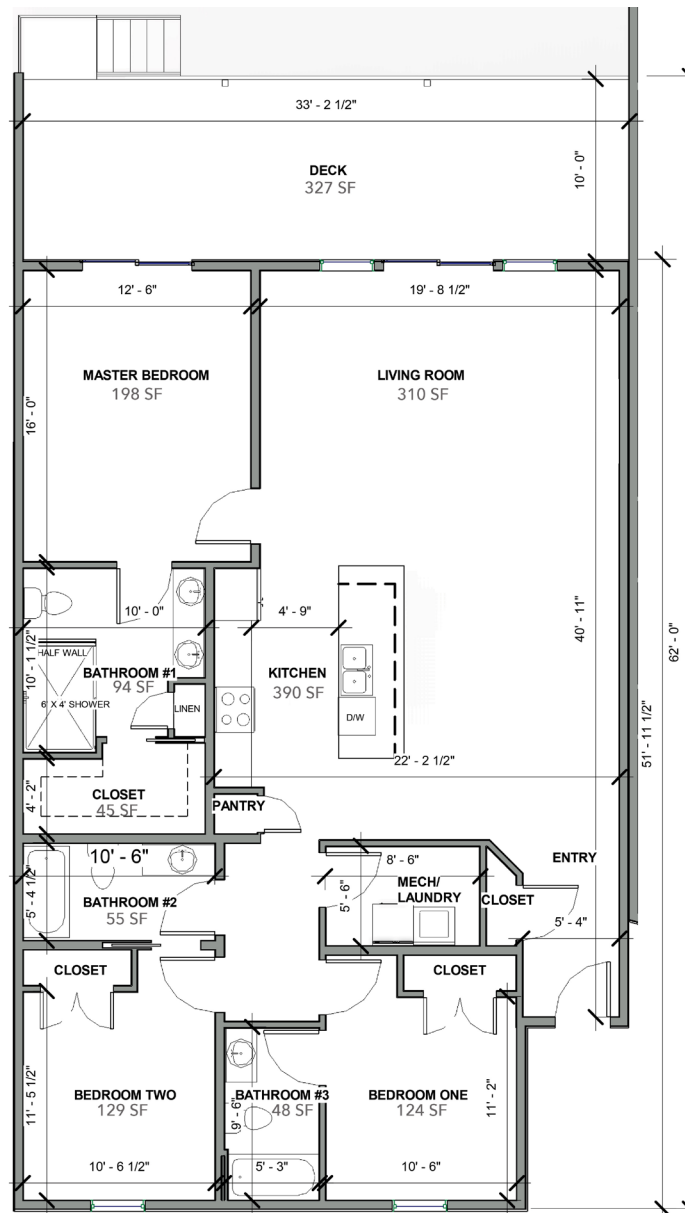 33' - 2 1/2"
DECK
327 SF
10' - 0"
12' - 6"
19' - 8 1/2"
MASTER BEDROOM
198 SF
LIVING ROOM
310 SF
16' - 0"
10' - 0"
4' - 9"
40' - 11"
62' - 0"
10' - 1 1/2"
HALF WALL
BATHROOM #1
94 SF
6' X 4' SHOWER
LINEN
KITCHEN
390 SF
D/W
22' - 2 1/2"
51' - 11 1/2"
4' - 2"
CLOSET
45 SF
PANTRY
10' - 6"
5' - 4 1/2"
BATHROOM #2
55 SF
8' - 6"
5' - 6"
MECH/
LAUNDRY
ENTRY
CLOSET
5' - 4"
CLOSET
CLOSET
11' - 5 1/2"
BEDROOM TWO
129 SF
BATHROOM #3
48 SF
9' - 6"
BEDROOM ONE
124 SF
11' - 2"
10' - 6 1/2"
5' - 3"
10' - 6"